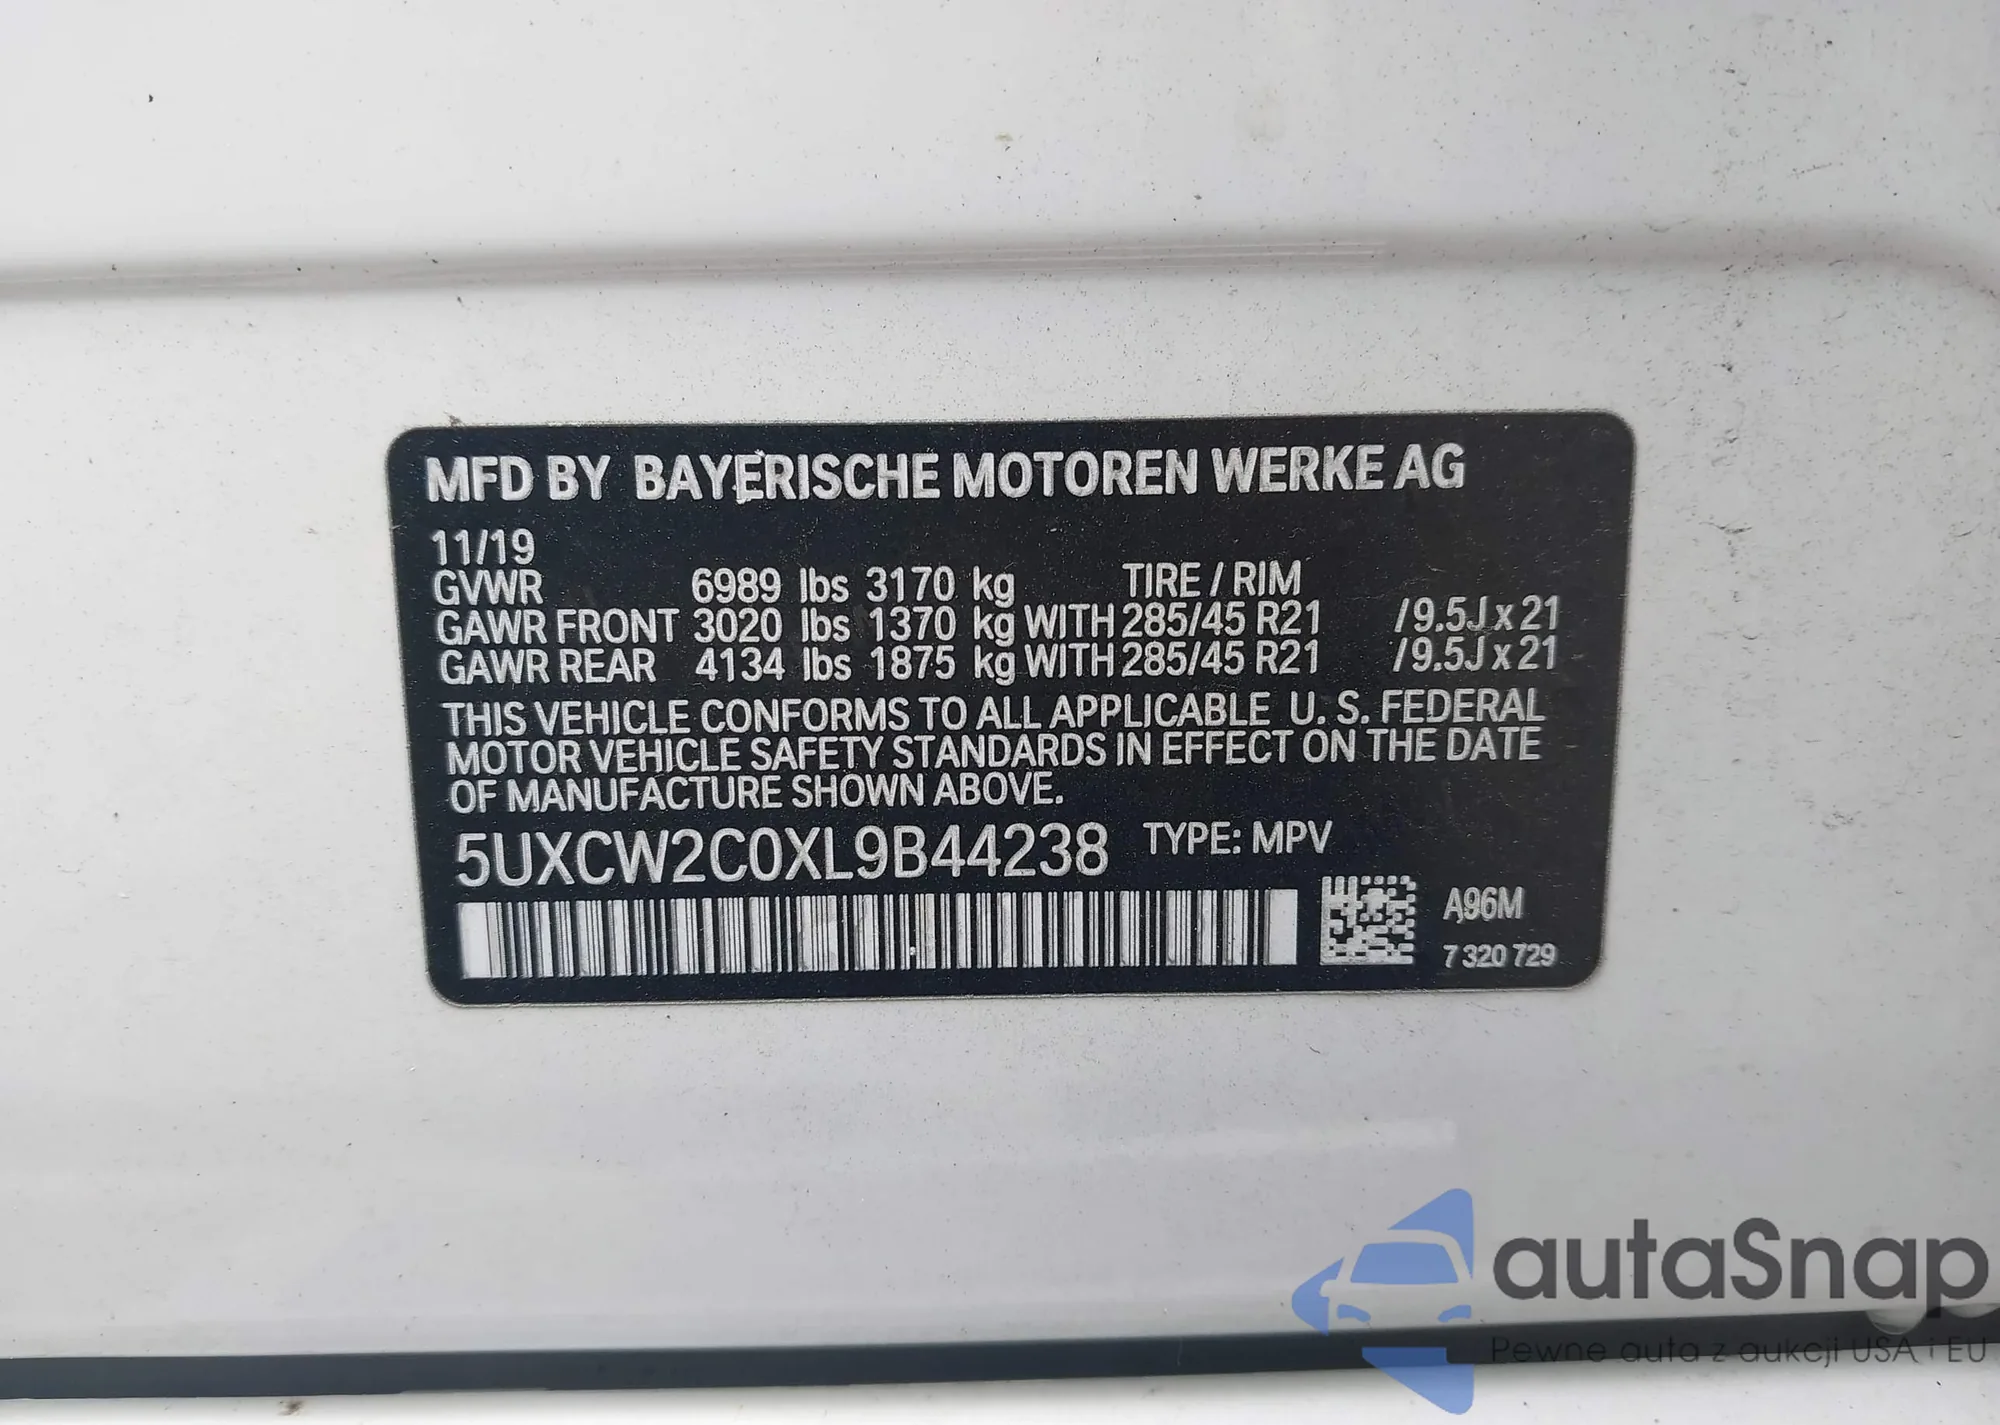 MFD BY BAYERISCHE MOTOREN WERKE AG
11/19
GVWR 6989 lbs 3170 kg TIRE / RIM
GAWR FRONT 3020 lbs 1370 kg WITH 285/45 R21 /9.5J x 21
GAWR REAR 4134 lbs 1875 kg WITH 285/45 R21 /9.5J x 21
THIS VEHICLE CONFORMS TO ALL APPLICABLE U. S. FEDERAL
MOTOR VEHICLE SAFETY STANDARDS IN EFFECT ON THE DATE
OF MANUFACTURE SHOWN ABOVE.
5UXCW2C0XL9B44238 TYPE: MPV
A96M
7 320 729
autaSnap
Pewne auta z aukcji USA i EU